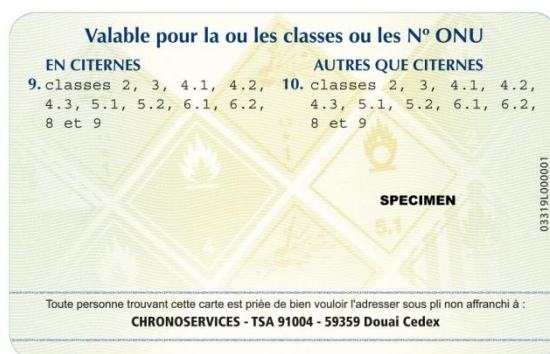 Valable pour la ou les classes ou les Nº ONU
EN CITERNES
9. classes 2, 3, 4.1, 4.2,
4.3, 5.1, 5.2, 6.1, 6.2,
8 et 9
AUTRES QUE CITERNES
10. classes 2, 3, 4.1, 4.2,
4.3, 5.1, 5.2, 6.1, 6.2,
8 et 9
SPECIMEN
5.1
4
03319L000001
Toute personne trouvant cette carte est priée de bien vouloir l'adresser sous pli non affranchi à :
CHRONOSERVICES - TSA 91004 - 59359 Douai Cedex